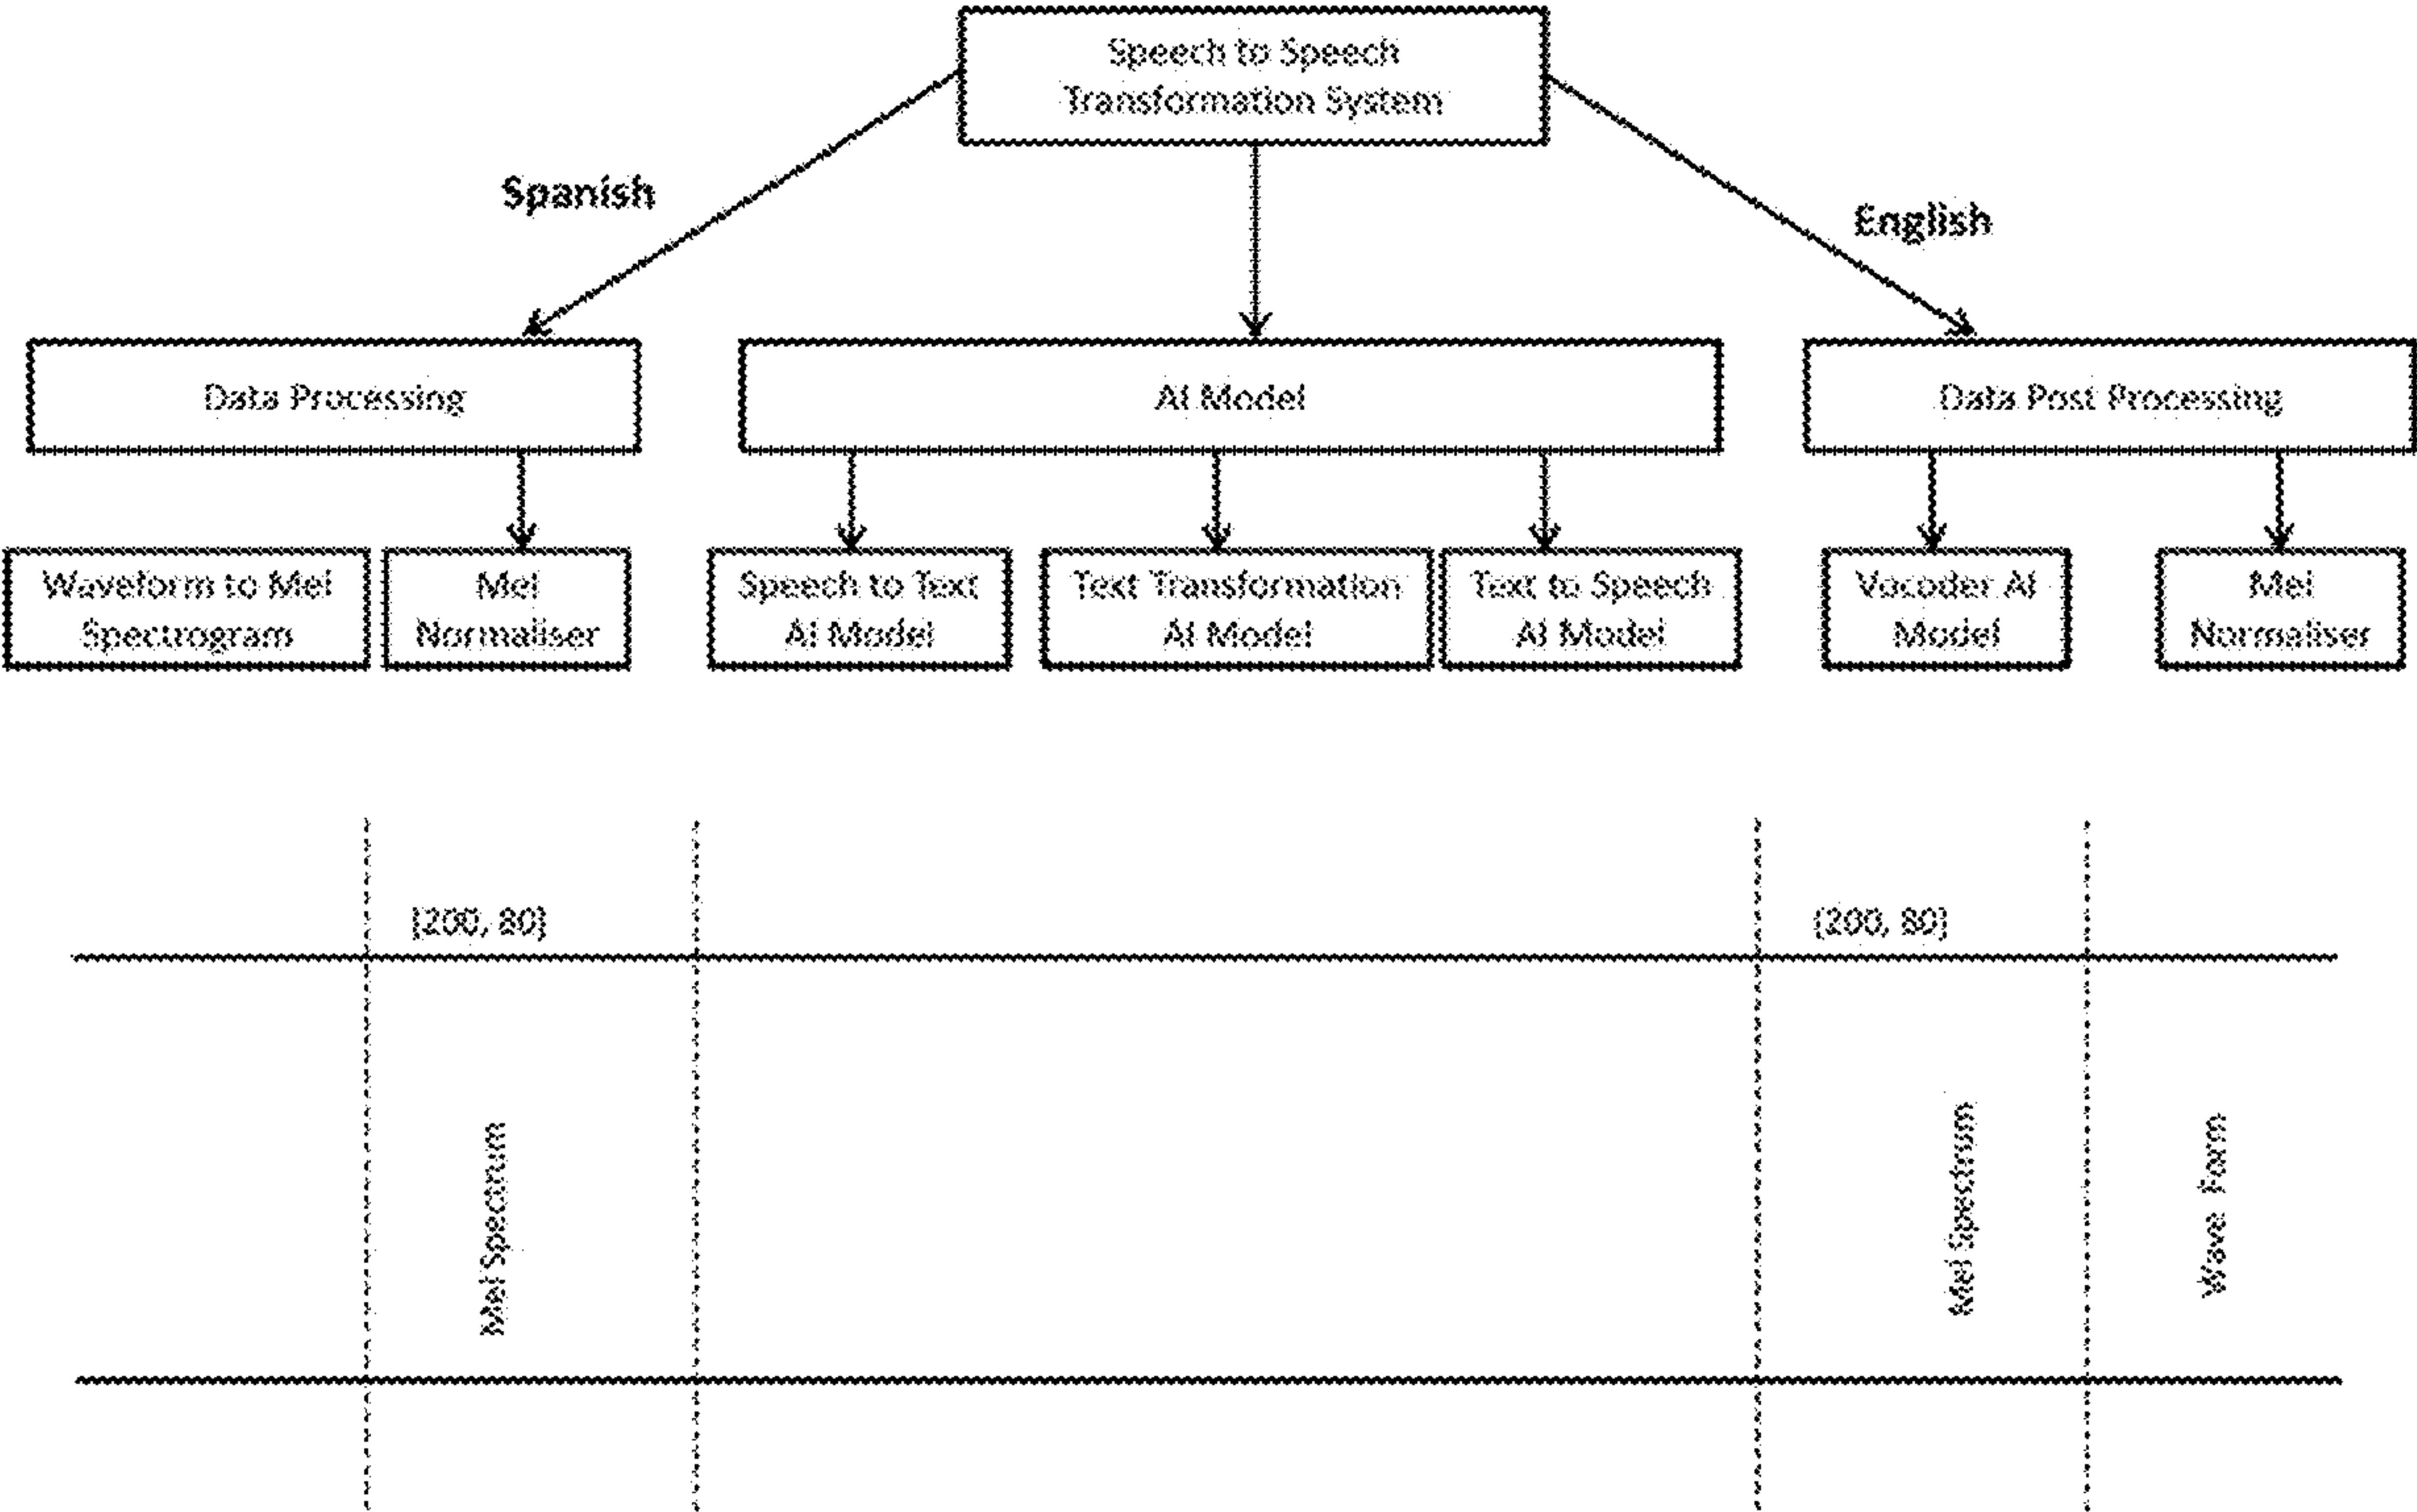 Speech to Speech
Transformation System
Spanish
English
Data Processing
AI Model
Data Post Processing
Waveform to Mel
Spectrogram
Mel
Normaliser
Speech to Text
AI Model
Text Transformation
AI Model
Text to Speech
AI Model
Vocoder AI
Model
Mel
Normaliser
[200, 80]
(200, 80]
Mel Spectrum
Mel Spectrum
Wave Form